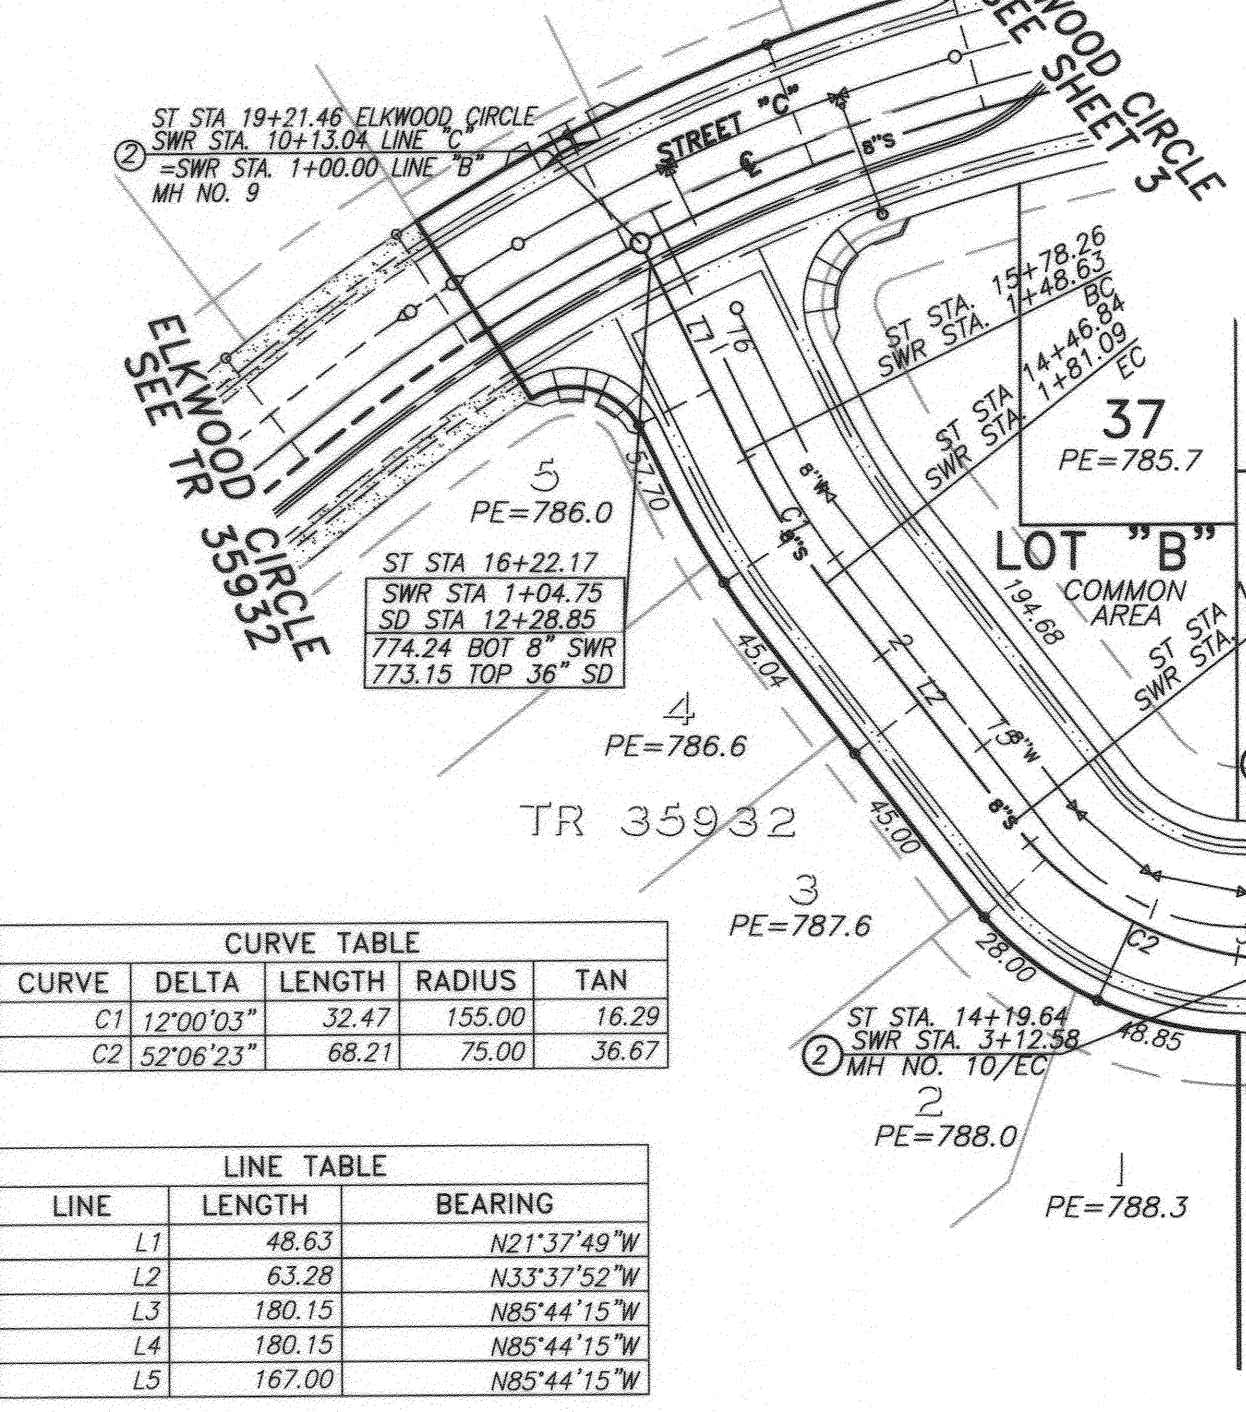 WOOD CIRCLE
SEE SHEET 3
ST STA 19+21.46 ELKWOOD CIRCLE
SWR STA. 10+13.04 LINE "C"
2
=SWR STA. 1+00.00 LINE "B"
MH NO. 9
STREET "C"
8"S
ELKWOOD CIRCLE
SEE TR 35932
L1
16
ST STA. 15+78.26
SWR STA. 1+48.63
BC
ST STA 14+46.84
SWR STA. 1+81.09
EC
37
PE=785.7
57.70
5
PE=786.0
8"W
C1
8"S
LOT "B"
COMMON
AREA
194.68
ST STA 16+22.17
SWR STA 1+04.75
SD STA 12+28.85
774.24 BOT 8" SWR
773.15 TOP 36" SD
ST STA
SWR STA.
45.04
2
L2
15
8"W
4
PE=786.6
TR 35932
45.00
8"S
3
PE=787.6
28.00
C2
CURVE TABLE
CURVE DELTA LENGTH RADIUS TAN
C1 12°00'03" 32.47 155.00 16.29
C2 52°06'23" 68.21 75.00 36.67
ST STA. 14+19.64
SWR STA. 3+12.58
2
MH NO. 10/EC
48.85
2
PE=788.0
1
PE=788.3
LINE TABLE
LINE LENGTH BEARING
L1 48.63 N21°37'49"W
L2 63.28 N33°37'52"W
L3 180.15 N85°44'15"W
L4 180.15 N85°44'15"W
L5 167.00 N85°44'15"W